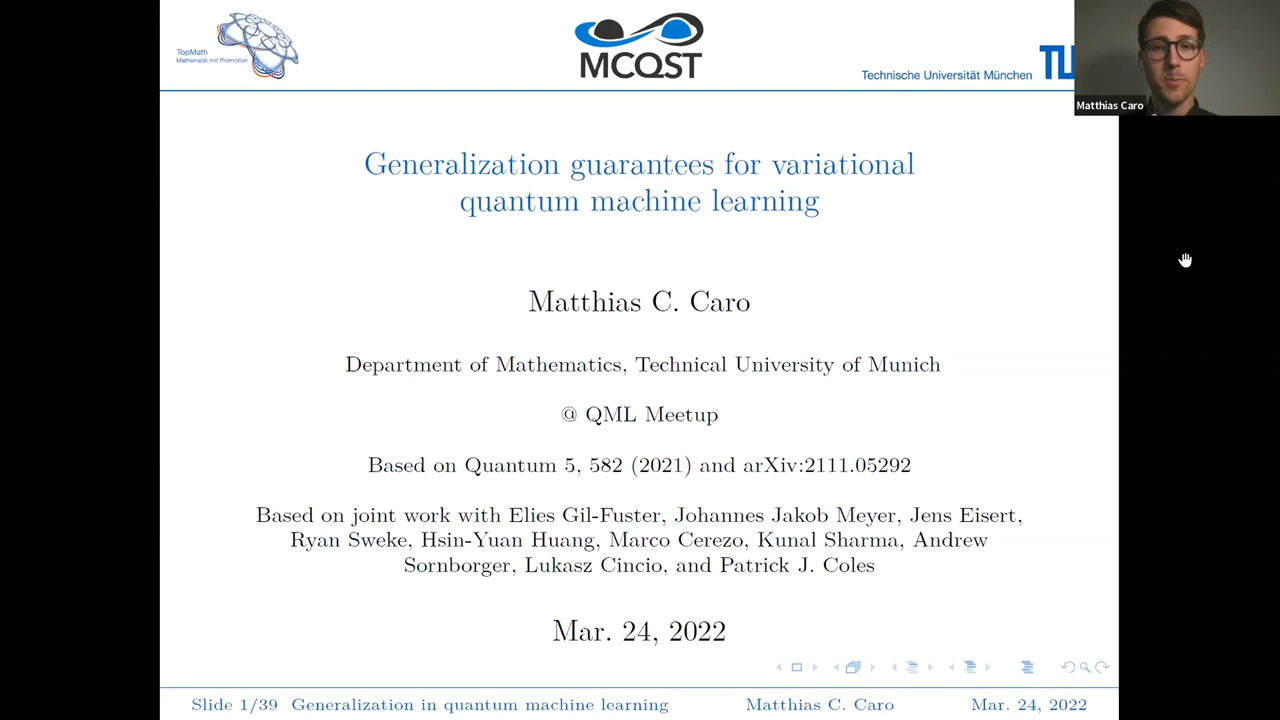 TopMath
Mathematik mit Promotion
MCQST
Technische Universität München
Matthias Caro
Generalization guarantees for variational
quantum machine learning
Matthias C. Caro
Department of Mathematics, Technical University of Munich
@ QML Meetup
Based on Quantum 5, 582 (2021) and arXiv:2111.05292
Based on joint work with Elies Gil-Fuster, Johannes Jakob Meyer, Jens Eisert,
Ryan Sweke, Hsin-Yuan Huang, Marco Cerezo, Kunal Sharma, Andrew
Sornborger, Lukasz Cincio, and Patrick J. Coles
Mar. 24, 2022
Slide 1/39 Generalization in quantum machine learning Matthias C. Caro Mar. 24, 2022